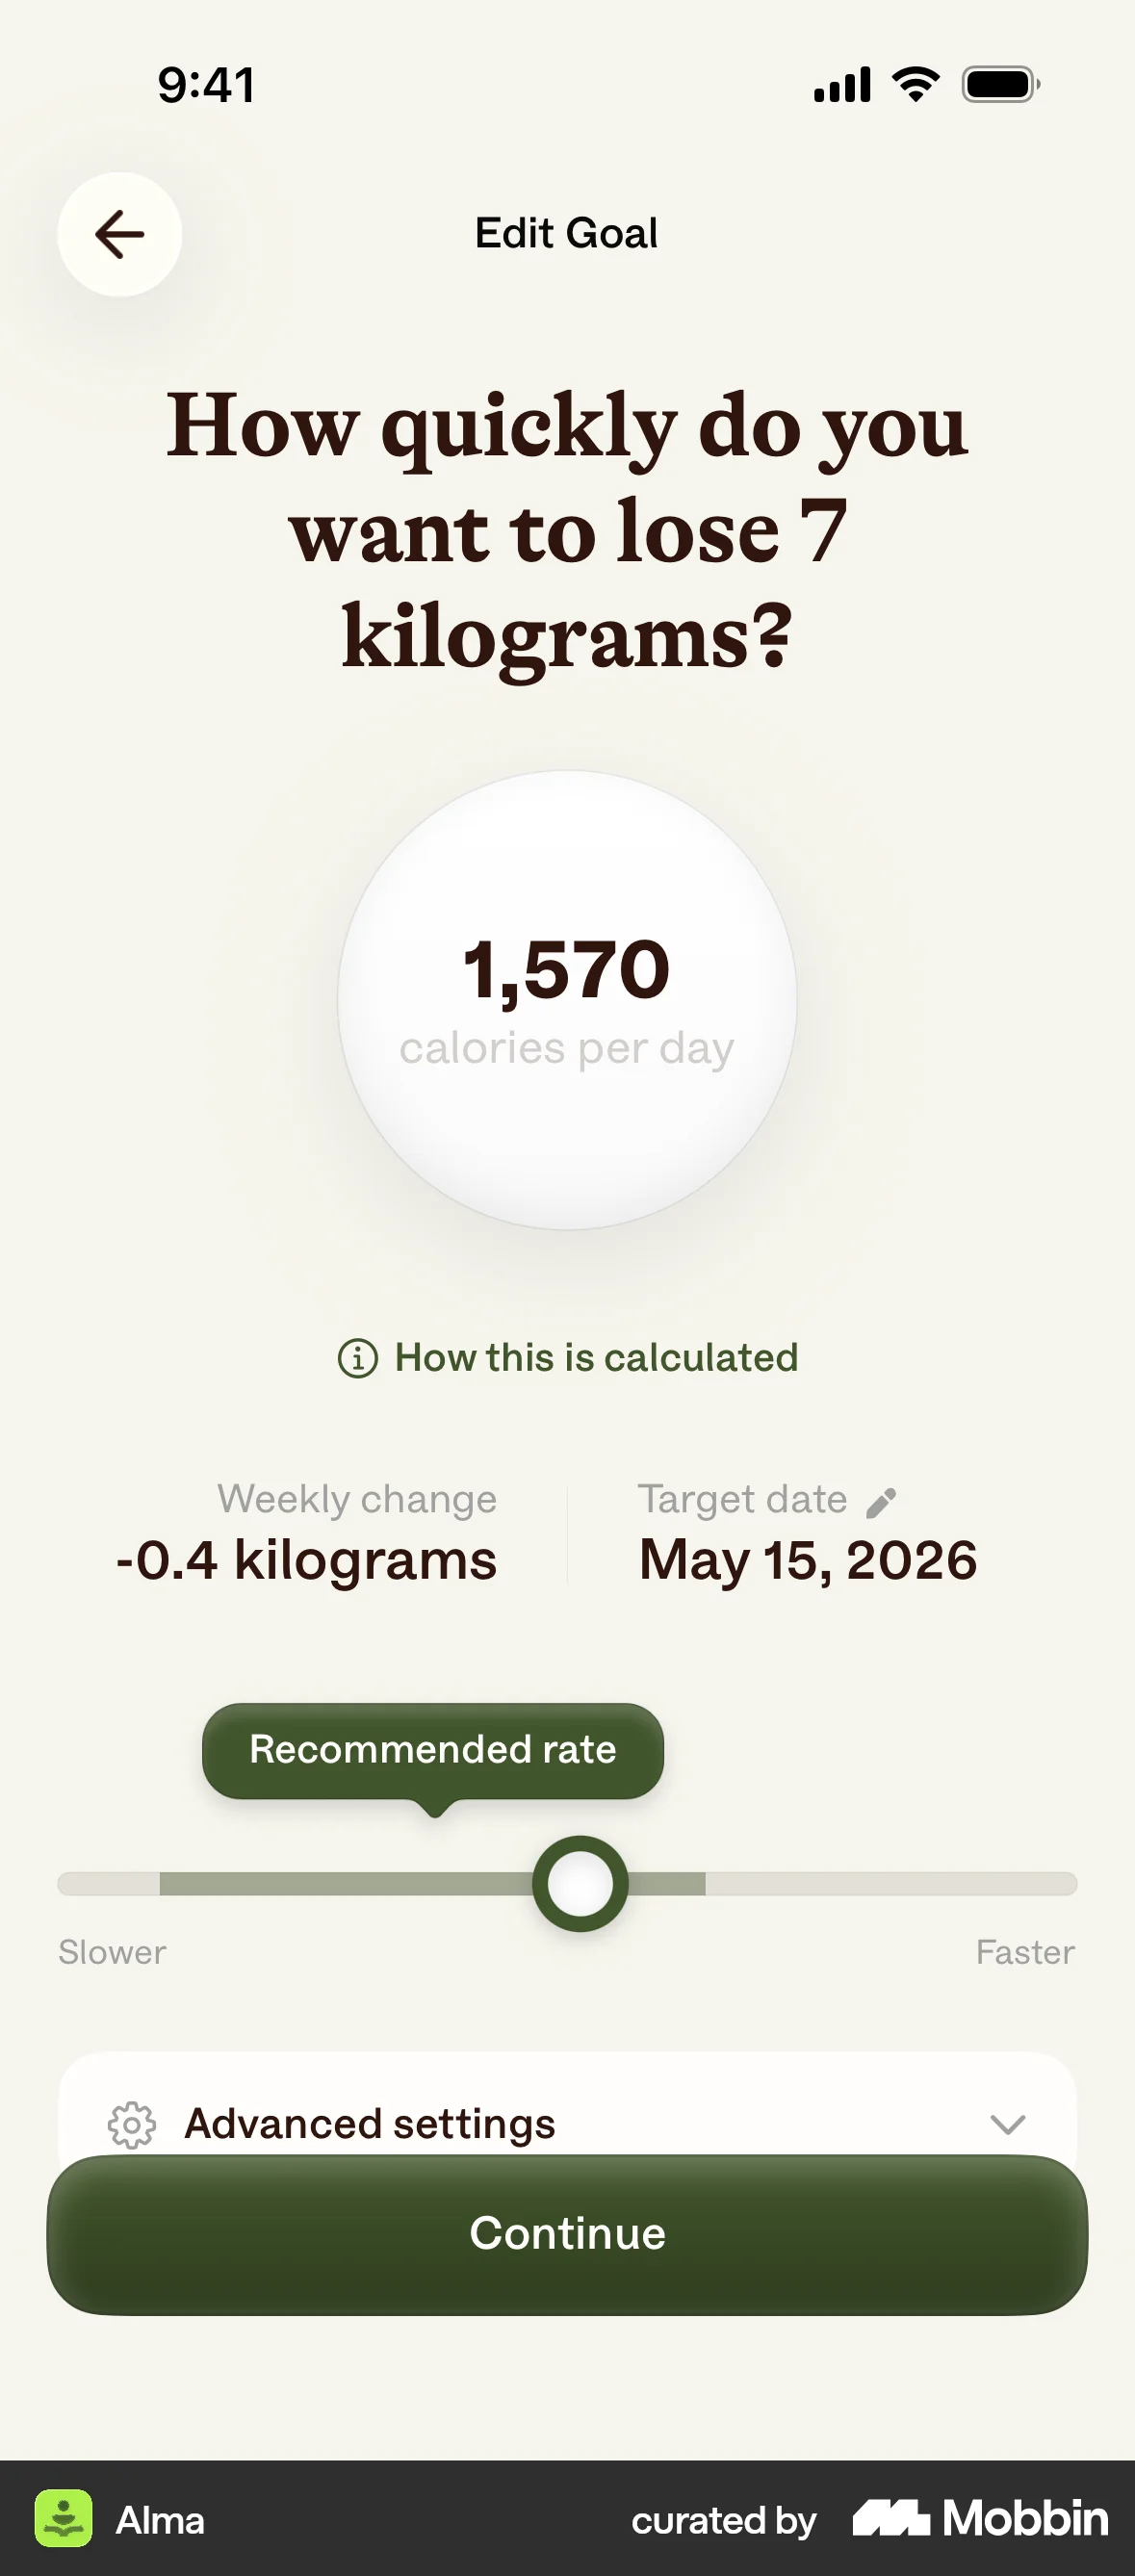 9:41
Edit Goal
How quickly do you
want to lose 7
kilograms?
1,570
calories per day
How this is calculated
Weekly change
-0.4 kilograms
Target date
May 15, 2026
Recommended rate
Slower
Faster
Advanced settings
Continue
Alma
curated by Mobbin